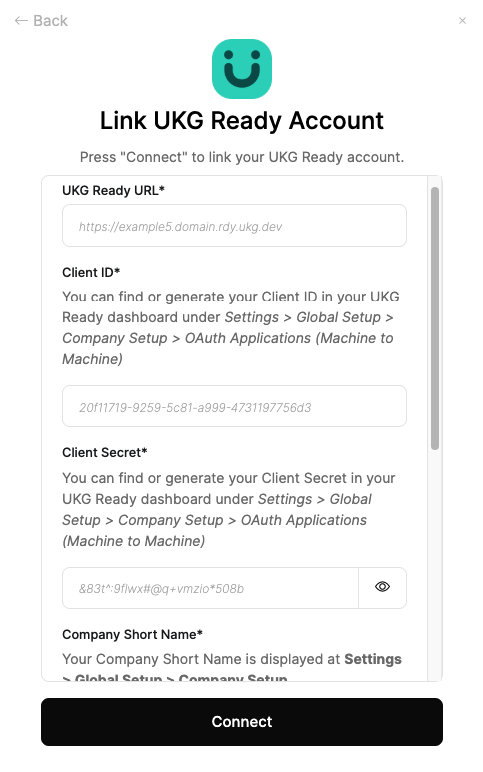 ← Back
×
Link UKG Ready Account
Press "Connect" to link your UKG Ready account.
UKG Ready URL*
https://example5.domain.rdy.ukg.dev
Client ID*
You can find or generate your Client ID in your UKG
Ready dashboard under Settings > Global Setup >
Company Setup > OAuth Applications (Machine to
Machine)
20f11719-9259-5c81-a999-4731197756d3
Client Secret*
You can find or generate your Client Secret in your
UKG Ready dashboard under Settings > Global
Setup > Company Setup > OAuth Applications
(Machine to Machine)
&83t^:9flwx#@q+vmzio*508b
Company Short Name*
Your Company Short Name is displayed at Settings
> Global Setup > Company Setup
Connect